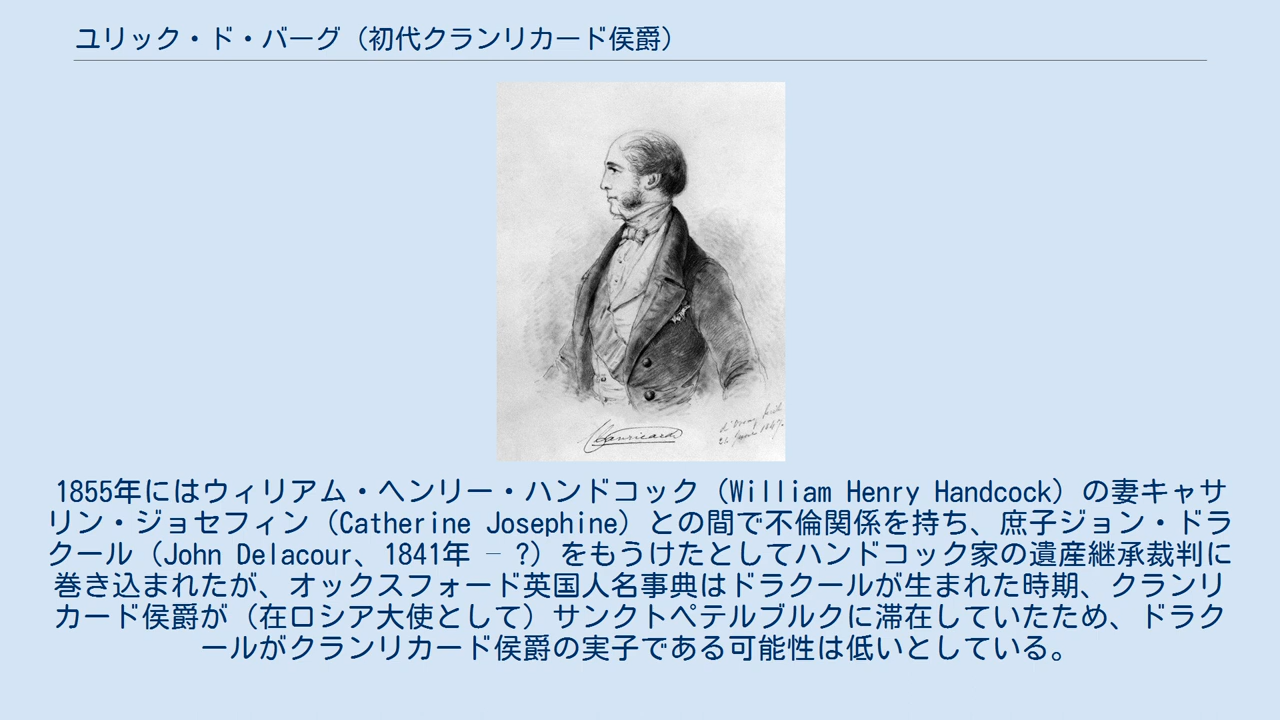 ユリック・ド・バーグ（初代クランリカード侯爵）
Clanricarde
1855年にはウィリアム・ヘンリー・ハンドコック（William Henry Handcock）の妻キャサ
リン・ジョセフィン（Catherine Josephine）との間で不倫関係を持ち、庶子ジョン・ドラ
クール（John Delacour、1841年 – ?）をもうけたとしてハンドコック家の遺産継承裁判に
巻き込まれたが、オックスフォード英国人名事典はドラクールが生まれた時期、クランリ
カード侯爵が（在ロシア大使として）サンクトペテルブルクに滞在していたため、ドラク
ールがクランリカード侯爵の実子である可能性は低いとしている。